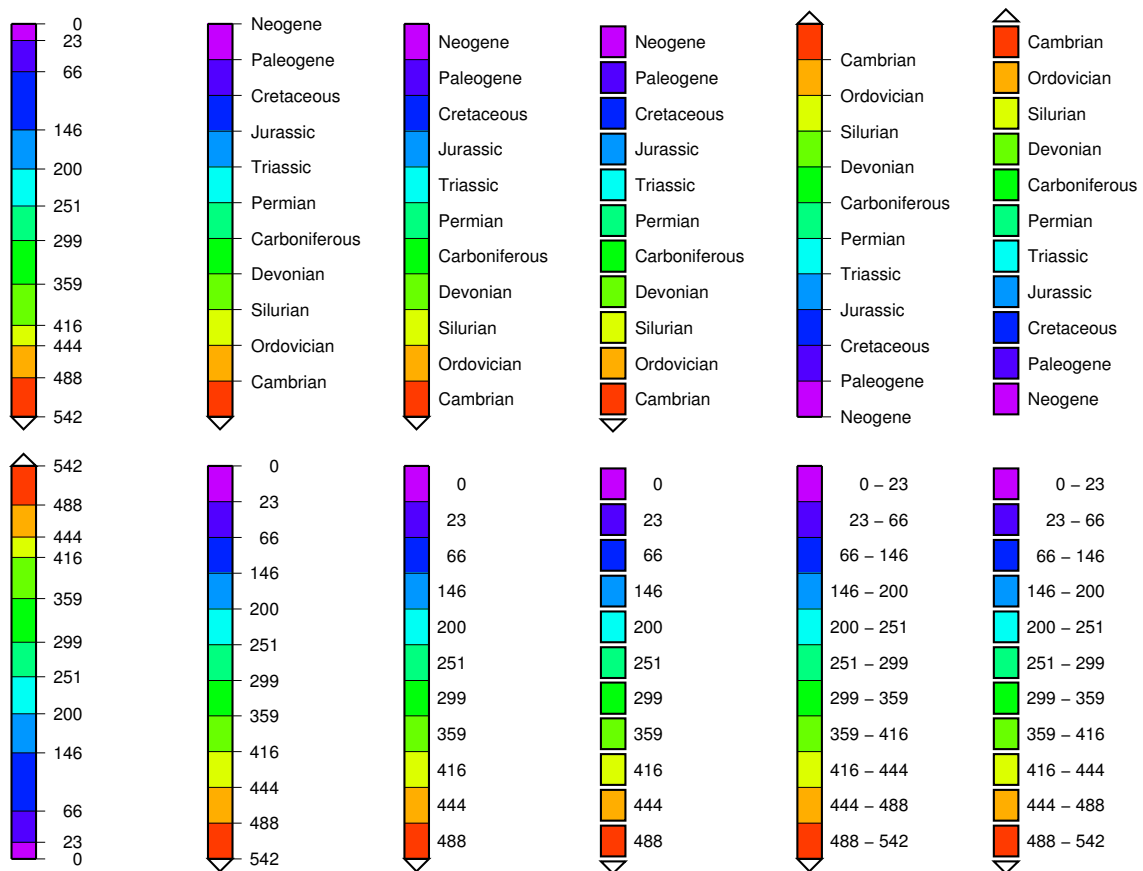 0
23
66
146
200
251
299
359
416
444
488
542
Neogene
Paleogene
Cretaceous
Jurassic
Triassic
Permian
Carboniferous
Devonian
Silurian
Ordovician
Cambrian
Neogene
Paleogene
Cretaceous
Jurassic
Triassic
Permian
Carboniferous
Devonian
Silurian
Ordovician
Cambrian
Neogene
Paleogene
Cretaceous
Jurassic
Triassic
Permian
Carboniferous
Devonian
Silurian
Ordovician
Cambrian
Cambrian
Ordovician
Silurian
Devonian
Carboniferous
Permian
Triassic
Jurassic
Cretaceous
Paleogene
Neogene
Cambrian
Ordovician
Silurian
Devonian
Carboniferous
Permian
Triassic
Jurassic
Cretaceous
Paleogene
Neogene
542
488
444
416
359
299
251
200
146
66
23
0
0
23
66
146
200
251
299
359
416
444
488
542
0
23
66
146
200
251
299
359
416
444
488
0
23
66
146
200
251
299
359
416
444
488
0 − 23
23 − 66
66 − 146
146 − 200
200 − 251
251 − 299
299 − 359
359 − 416
416 − 444
444 − 488
488 − 542
0 − 23
23 − 66
66 − 146
146 − 200
200 − 251
251 − 299
299 − 359
359 − 416
416 − 444
444 − 488
488 − 542